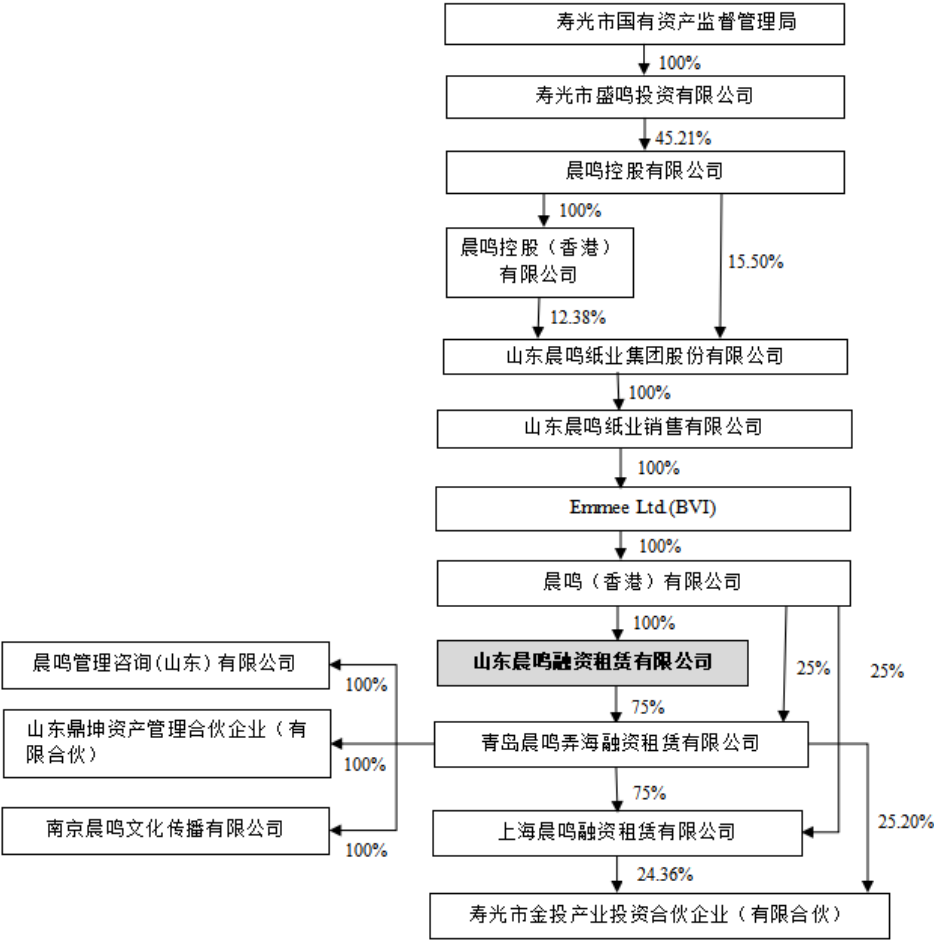 寿光市国有资产监督管理局
100%
寿光市盛鸣投资有限公司
45.21%
晨鸣控股有限公司
100%
晨鸣控股（香港）
有限公司
15.50%
12.38%
山东晨鸣纸业集团股份有限公司
100%
山东晨鸣纸业销售有限公司
100%
Emmee Ltd.(BVI)
100%
晨鸣（香港）有限公司
100%
山东晨鸣融资租赁有限公司
25%
25%
75%
晨鸣管理咨询(山东)有限公司
100%
山东鼎坤资产管理合伙企业（有
限合伙）
100%
青岛晨鸣弄海融资租赁有限公司
75%
南京晨鸣文化传播有限公司
100%
上海晨鸣融资租赁有限公司
25.20%
24.36%
寿光市金投产业投资合伙企业（有限合伙）